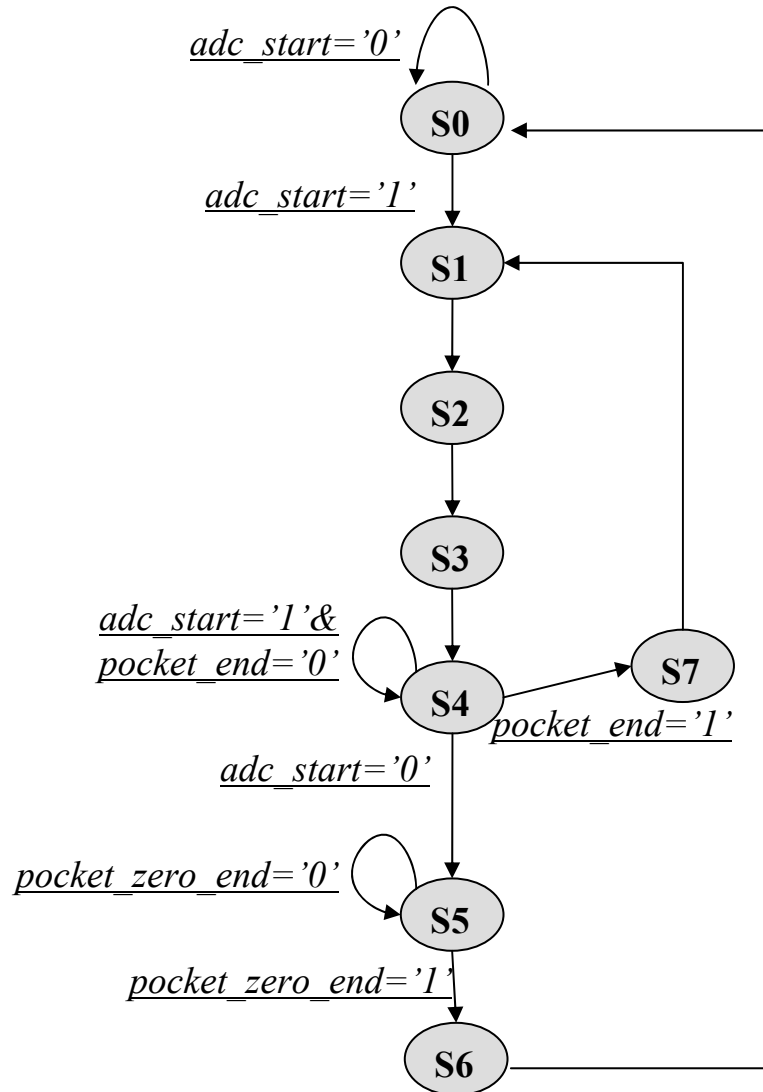 adc_start=’0’
S0
adc_start=’1’
S1
S2
S3
adc_start=’1’&
pocket_end=’0’
S4
S7
pocket_end=’1’
adc_start=’0’
pocket_zero_end=’0’
S5
pocket_zero_end=’1’
S6